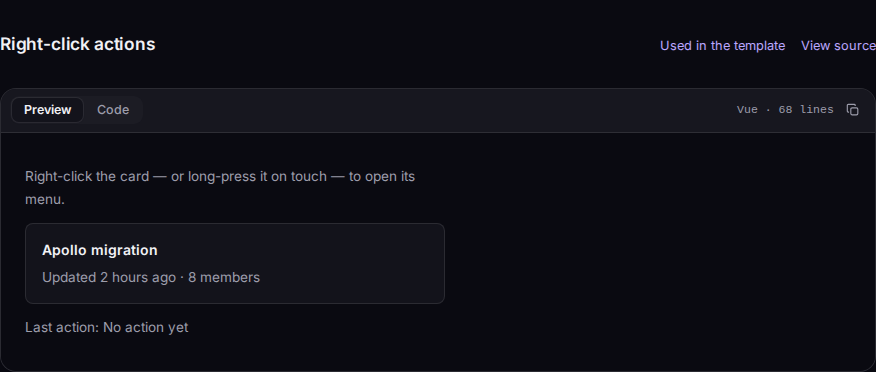 Right-click actions
Used in the template View source
Preview Code
Vue · 68 lines
Right-click the card — or long-press it on touch — to open its
menu.
Apollo migration
Updated 2 hours ago · 8 members
Last action: No action yet